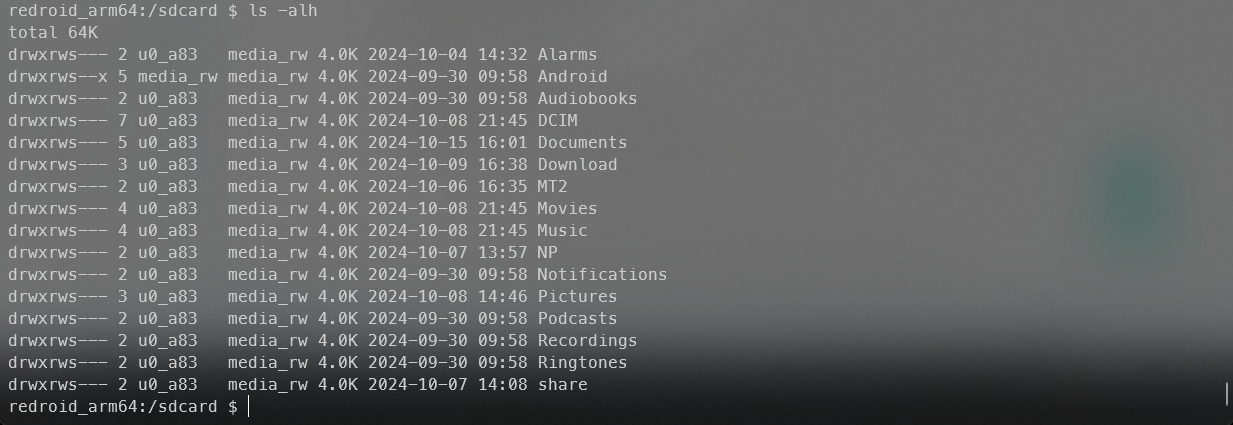 redroid_arm64:/sdcard $ ls -alh
total 64K
drwxrws--- 2 u0_a83   media_rw 4.0K 2024-10-04 14:32 Alarms
drwxrws--x 5 media_rw media_rw 4.0K 2024-09-30 09:58 Android
drwxrws--- 2 u0_a83   media_rw 4.0K 2024-09-30 09:58 Audiobooks
drwxrws--- 7 u0_a83   media_rw 4.0K 2024-10-08 21:45 DCIM
drwxrws--- 5 u0_a83   media_rw 4.0K 2024-10-15 16:01 Documents
drwxrws--- 3 u0_a83   media_rw 4.0K 2024-10-09 16:38 Download
drwxrws--- 2 u0_a83   media_rw 4.0K 2024-10-06 16:35 MT2
drwxrws--- 4 u0_a83   media_rw 4.0K 2024-10-08 21:45 Movies
drwxrws--- 4 u0_a83   media_rw 4.0K 2024-10-08 21:45 Music
drwxrws--- 2 u0_a83   media_rw 4.0K 2024-10-07 13:57 NP
drwxrws--- 2 u0_a83   media_rw 4.0K 2024-09-30 09:58 Notifications
drwxrws--- 3 u0_a83   media_rw 4.0K 2024-10-08 14:46 Pictures
drwxrws--- 2 u0_a83   media_rw 4.0K 2024-09-30 09:58 Podcasts
drwxrws--- 2 u0_a83   media_rw 4.0K 2024-09-30 09:58 Recordings
drwxrws--- 2 u0_a83   media_rw 4.0K 2024-09-30 09:58 Ringtones
drwxrws--- 2 u0_a83   media_rw 4.0K 2024-10-07 14:08 share
redroid_arm64:/sdcard $